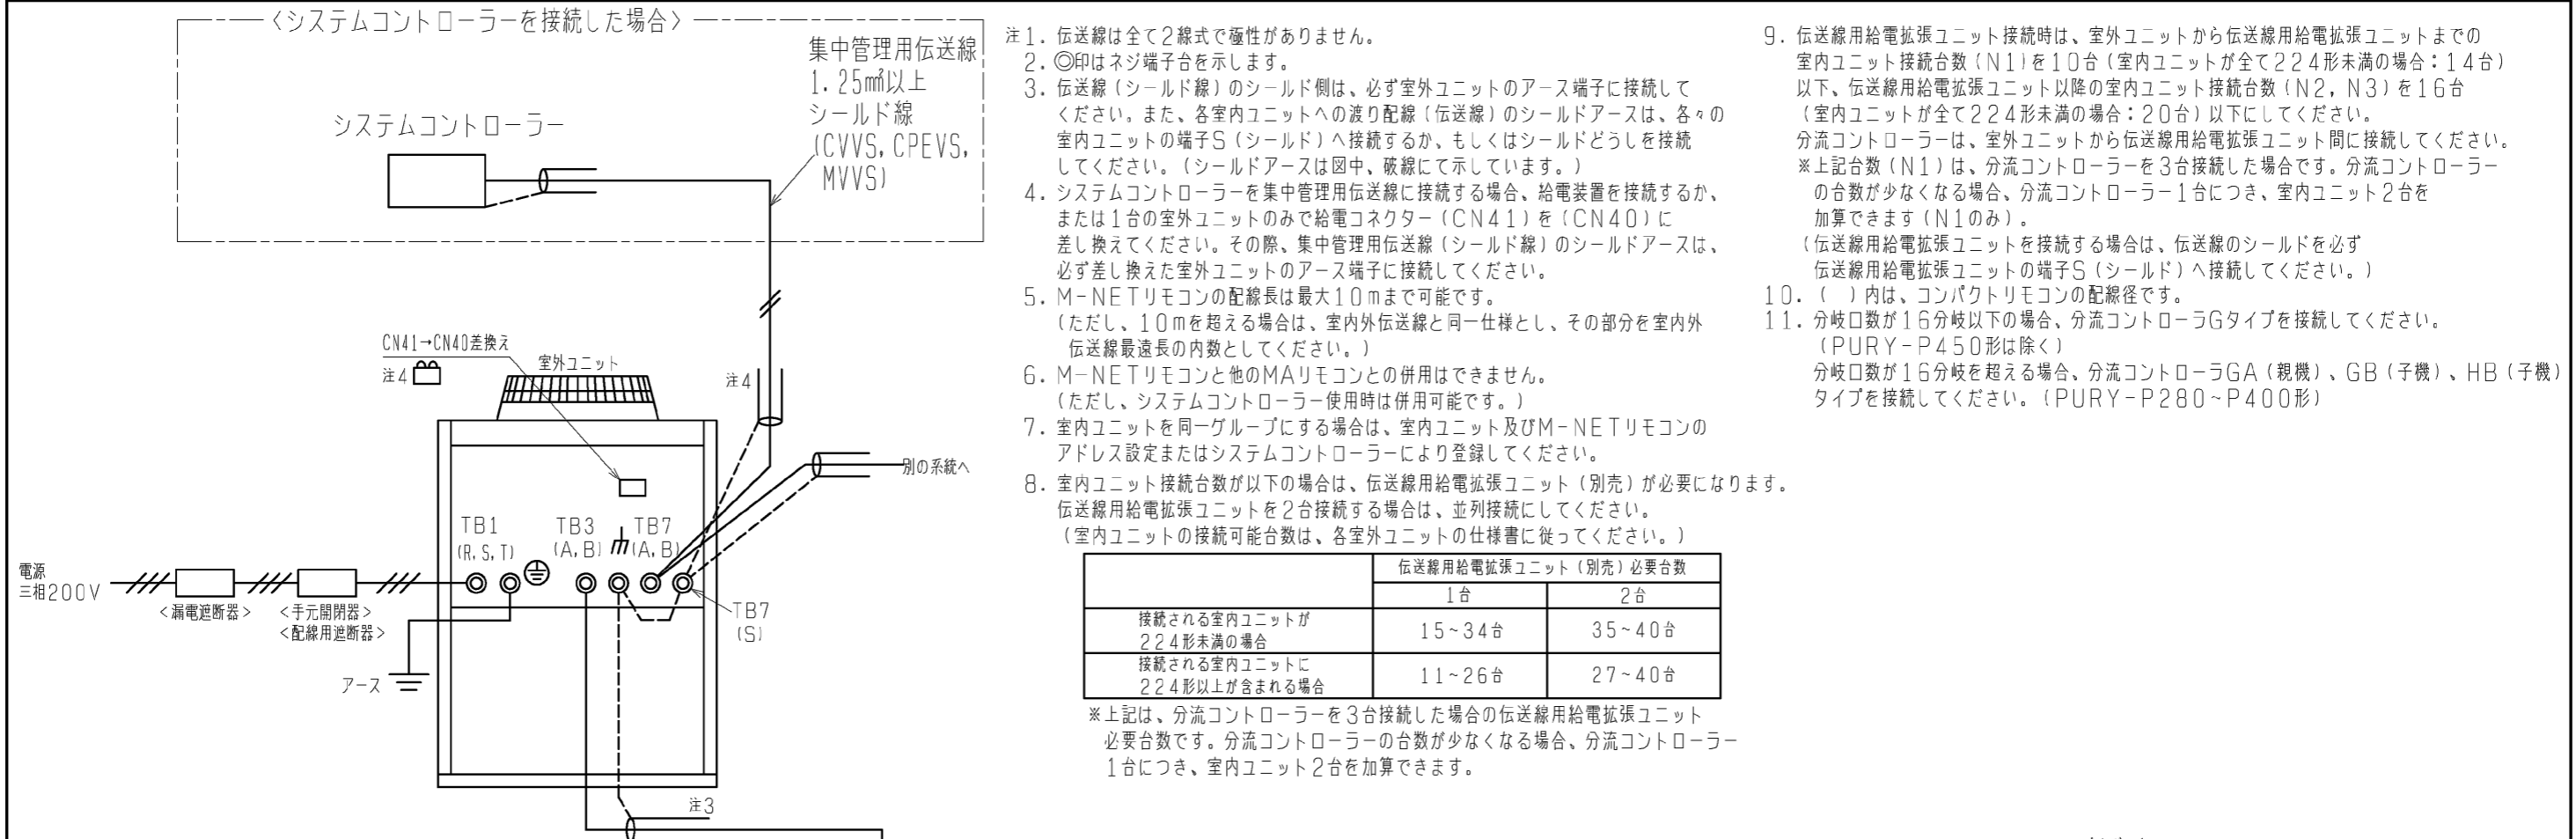 〈システムコントローラーを接続した場合〉
集中管理用伝送線
1.25㎟以上
シールド線
(CVVS,CPEVS,
MVVS)
システムコントローラー
CN41→CN40差換え
注4
室外ユニット
注4
別の系統へ
TB1
(R,S,T)
TB3
(A,B)
TB7
(A,B)
TB7
(S)
電源
三相200V
<漏電遮断器>
<手元開閉器>
<配線用遮断器>
アース
注3
注1. 伝送線は全て2線式で極性がありません。
2. ◎印はネジ端子台を示します。
3. 伝送線(シールド線)のシールド側は、必ず室外ユニットのアース端子に接続して
ください。また、各室内ユニットへの渡り配線(伝送線)のシールドアースは、各々の
室内ユニットの端子S(シールド)へ接続するか、もしくはシールドどうしを接続
してください。(シールドアースは図中、破線にて示しています。)
4. システムコントローラーを集中管理用伝送線に接続する場合、給電装置を接続するか、
または1台の室外ユニットのみで給電コネクター(CN41)を(CN40)に
差し換えてください。その際、集中管理用伝送線(シールド線)のシールドアースは、
必ず差し換えた室外ユニットのアース端子に接続してください。
5. M-NETリモコンの配線長は最大10mまで可能です。
(ただし、10mを超える場合は、室内外伝送線と同一仕様とし、その部分を室内外
伝送線最遠長の内数としてください。)
6. M-NETリモコンと他のMAリモコンとの併用はできません。
(ただし、システムコントローラー使用時は併用可能です。)
7. 室内ユニットを同一グループにする場合は、室内ユニット及びM-NETリモコンの
アドレス設定またはシステムコントローラーにより登録してください。
8. 室内ユニット接続台数が以下の場合は、伝送線用給電拡張ユニット(別売)が必要になります。
伝送線用給電拡張ユニットを2台接続する場合は、並列接続にしてください。
(室内ユニットの接続可能台数は、各室外ユニットの仕様書に従ってください。)
伝送線用給電拡張ユニット(別売)必要台数
1台 2台
接続される室内ユニットが
224形未満の場合
15~34台 35~40台
接続される室内ユニットに
224形以上が含まれる場合
11~26台 27~40台
※上記は、分流コントローラーを3台接続した場合の伝送線用給電拡張ユニット
必要台数です。分流コントローラーの台数が少なくなる場合、分流コントローラー
1台につき、室内ユニット2台を加算できます。
9. 伝送線用給電拡張ユニット接続時は、室外ユニットから伝送線用給電拡張ユニットまでの
室内ユニット接続台数(N1)を10台(室内ユニットが全て224形未満の場合:14台)
以下、伝送線用給電拡張ユニット以降の室内ユニット接続台数(N2,N3)を16台
(室内ユニットが全て224形未満の場合:20台)以下にしてください。
分流コントローラーは、室外ユニットから伝送線用給電拡張ユニット間に接続してください。
※上記台数(N1)は、分流コントローラーを3台接続した場合です。分流コントローラー
の台数が少なくなる場合、分流コントローラー1台につき、室内ユニット2台を
加算できます(N1のみ)。
(伝送線用給電拡張ユニットを接続する場合は、伝送線のシールドを必ず
伝送線用給電拡張ユニットの端子S(シールド)へ接続してください。)
10. ( )内は、コンパクトリモコンの配線径です。
11. 分岐口数が16分岐以下の場合、分流コントローラGタイプを接続してください。
(PURY-P450形は除く)
分岐口数が16分岐を超える場合、分流コントローラGA(親機)、GB(子機)、HB(子機)
タイプを接続してください。(PURY-P280~P400形)